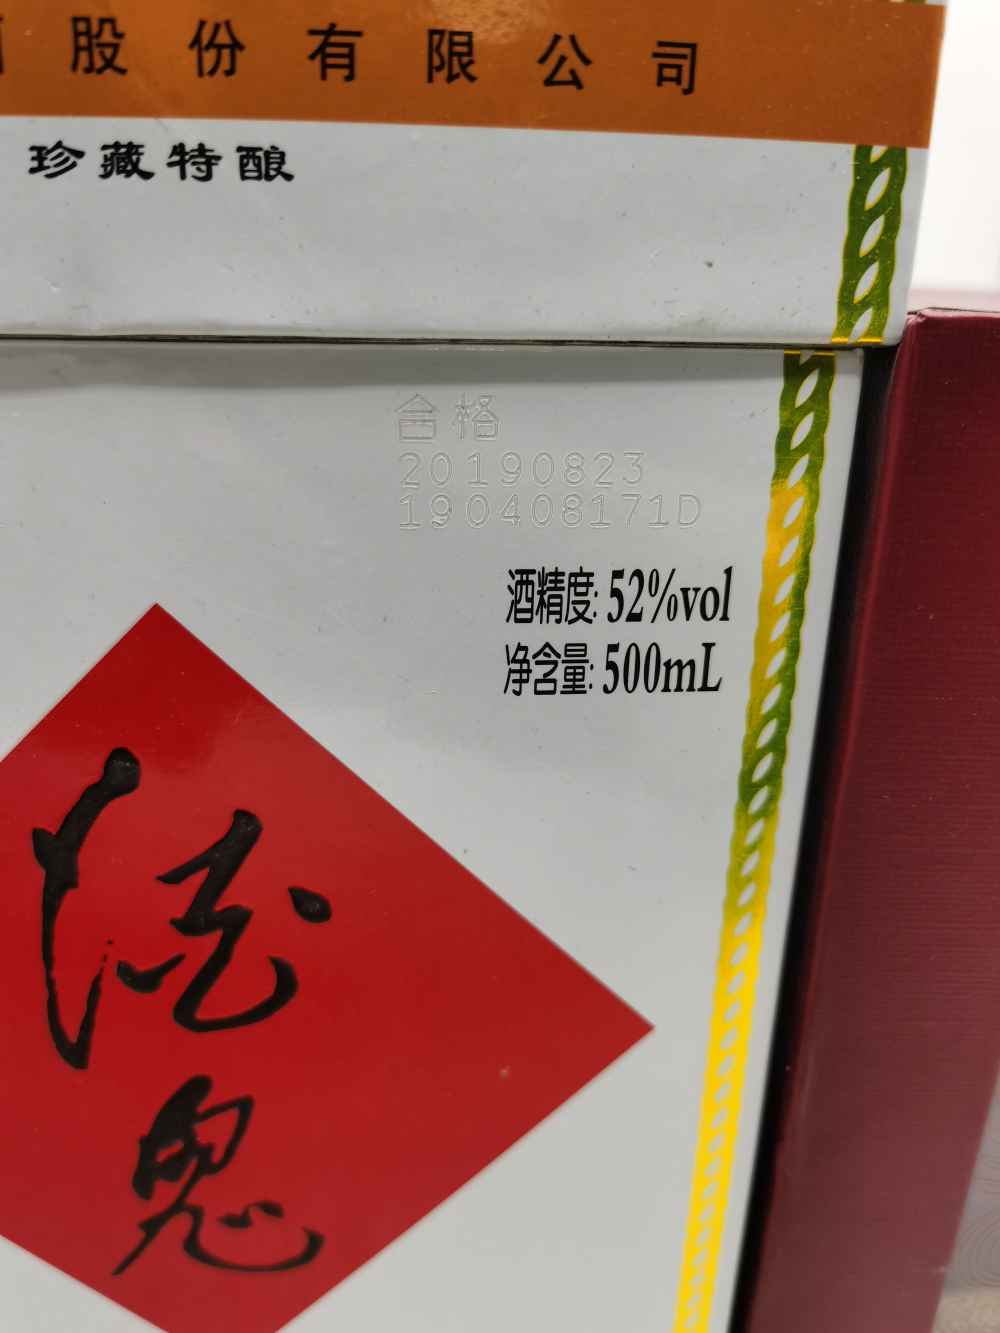 股份有限公司
珍藏特酿
合格
20190823
190408171D
酒精度: 52%vol
净含量: 500mL
酒
鬼